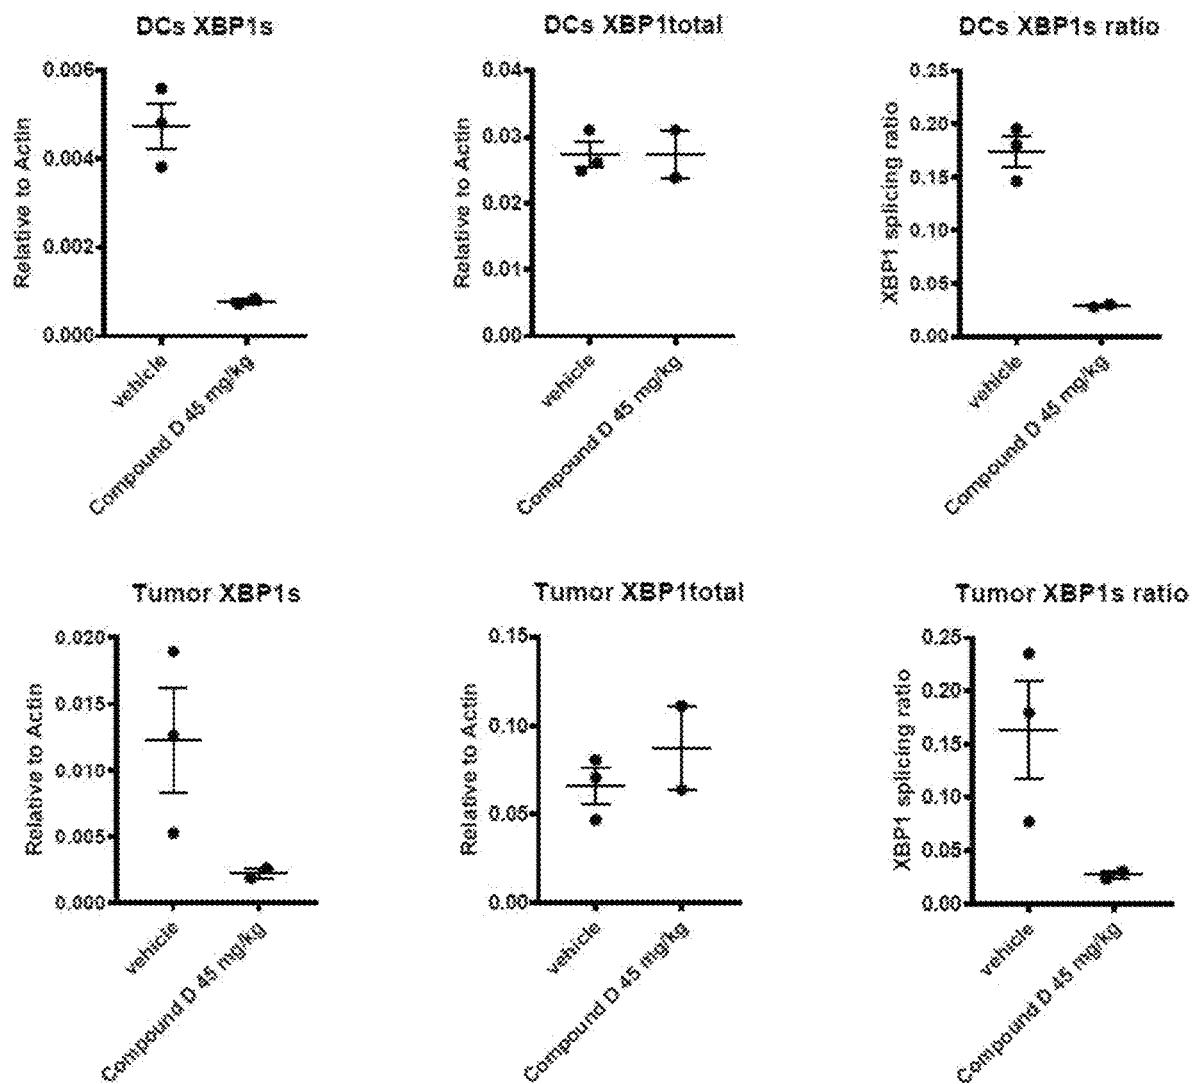 DCs XBP1s
Relative to Actin
0.006
0.004
0.002
0.000
vehicle
Compound D 45 mg/kg
DCs XBP1total
Relative to Actin
0.04
0.03
0.02
0.01
0.00
vehicle
Compound D 45 mg/kg
DCs XBP1s ratio
XBP1 splicing ratio
0.25
0.20
0.15
0.10
0.05
0.00
vehicle
Compound D 45 mg/kg
Tumor XBP1s
Relative to Actin
0.020
0.015
0.010
0.005
0.000
vehicle
Compound D 45 mg/kg
Tumor XBP1total
Relative to Actin
0.15
0.10
0.05
0.00
vehicle
Compound D 45 mg/kg
Tumor XBP1s ratio
XBP1 splicing ratio
0.25
0.20
0.15
0.10
0.05
0.00
vehicle
Compound D 45 mg/kg